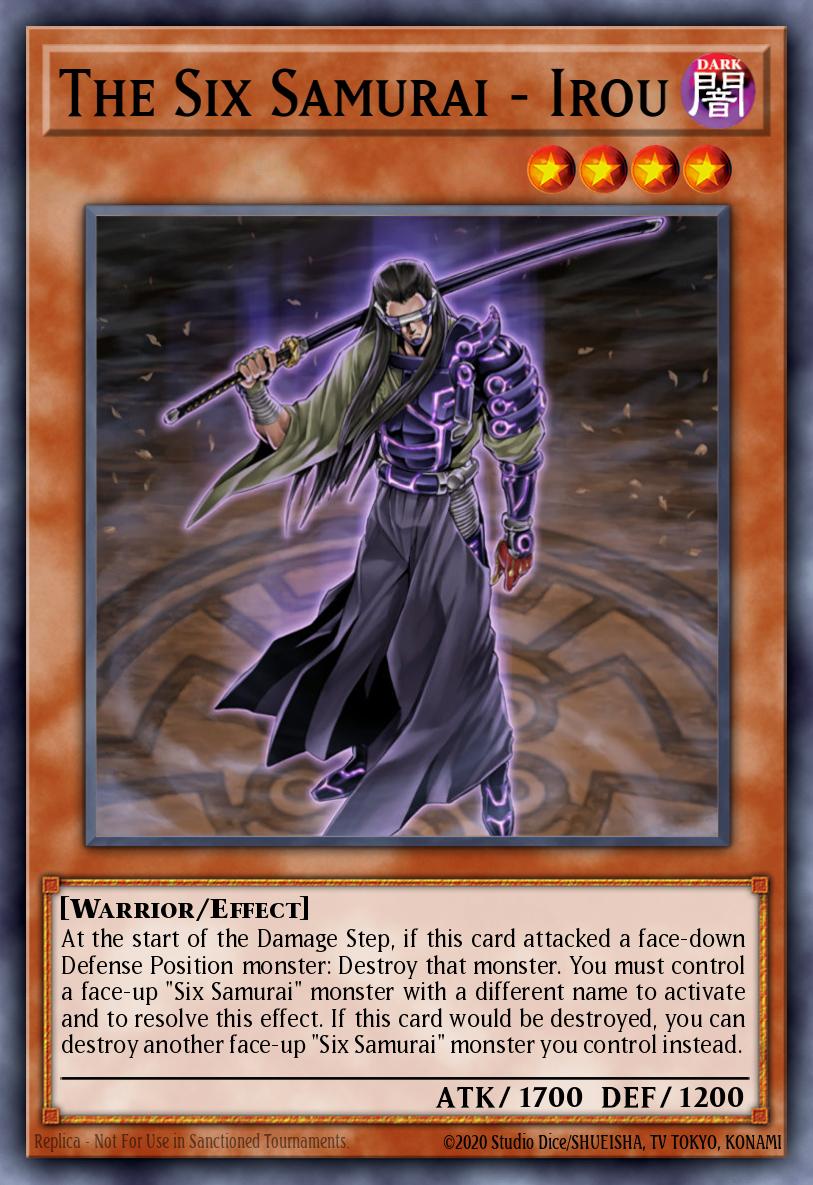 The Six Samurai - Irou
DARK
闇
[Warrior/Effect]
At the start of the Damage Step, if this card attacked a face-down
Defense Position monster: Destroy that monster. You must control
a face-up "Six Samurai" monster with a different name to activate
and to resolve this effect. If this card would be destroyed, you can
destroy another face-up "Six Samurai" monster you control instead.
ATK/ 1700 DEF/ 1200
Replica - Not For Use in Sanctioned Tournaments.
©2020 Studio Dice/SHUEISHA, TV TOKYO, KONAMI